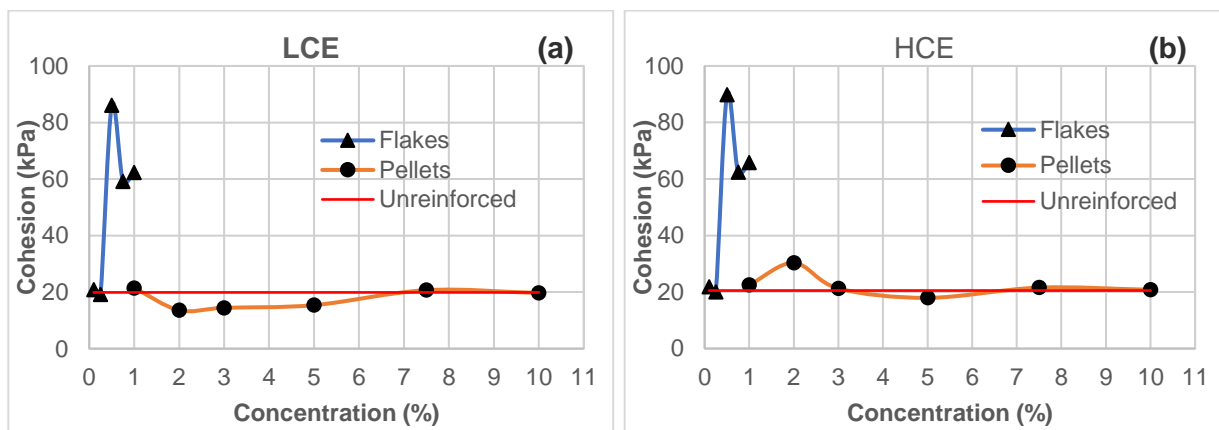 LCE
(a)
100
80
60
40
20
0
Cohesion (kPa)
Flakes
Pellets
Unreinforced
0 1 2 3 4 5 6 7 8 9 10 11
Concentration (%)
HCE
(b)
100
80
60
40
20
0
Cohesion (kPa)
Flakes
Pellets
Unreinforced
0 1 2 3 4 5 6 7 8 9 10 11
Concentration (%)